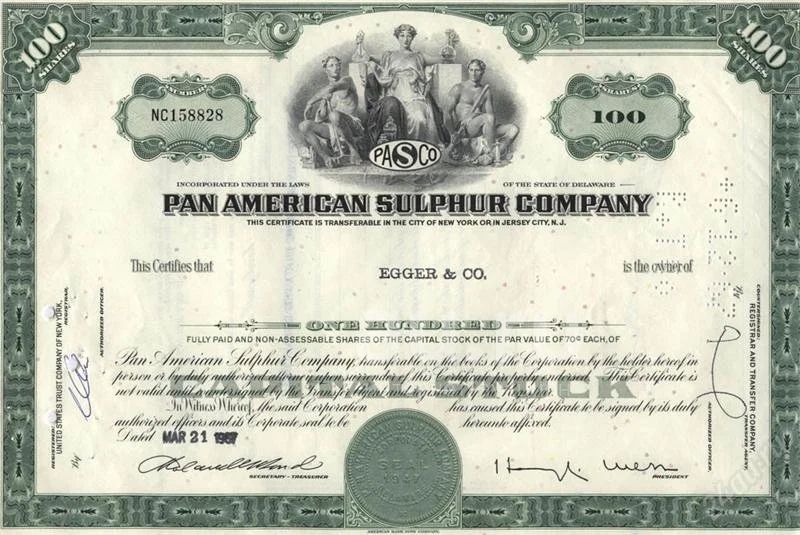 100
SHARES
100
SHARES
NUMBER
NC158828
SHARES
100
PASCO
INCORPORATED UNDER THE LAWS OF THE STATE OF DELAWARE
PAN AMERICAN SULPHUR COMPANY
THIS CERTIFICATE IS TRANSFERABLE IN THE CITY OF NEW YORK OR IN JERSEY CITY, N. J.
This Certifies that EGGER & CO. is the owner of
ONE HUNDRED
FULLY PAID AND NON-ASSESSABLE SHARES OF THE CAPITAL STOCK OF THE PAR VALUE OF 70¢ EACH, OF
Pan American Sulphur Company, transferable on the books of the Corporation by the holder hereof in
person or by duly authorized attorney upon surrender of this Certificate properly endorsed. This Certificate is
not valid until countersigned by the Transfer Agent and registered by the Registrar.
In Witness Whereof, the said Corporation has caused this Certificate to be signed by its duly
authorized officers and its Corporate seal to be hereunto affixed.
Dated MAR 21 1967
SECRETARY-TREASURER
PRESIDENT
SEAL
1947
REGISTERED:
UNITED STATES TRUST COMPANY OF NEW YORK,
REGISTRAR,
By
AUTHORIZED OFFICER.
COUNTERSIGNED:
REGISTRAR AND TRANSFER COMPANY,
TRANSFER AGENT,
By
AUTHORIZED OFFICER.
AMERICAN BANK NOTE COMPANY.